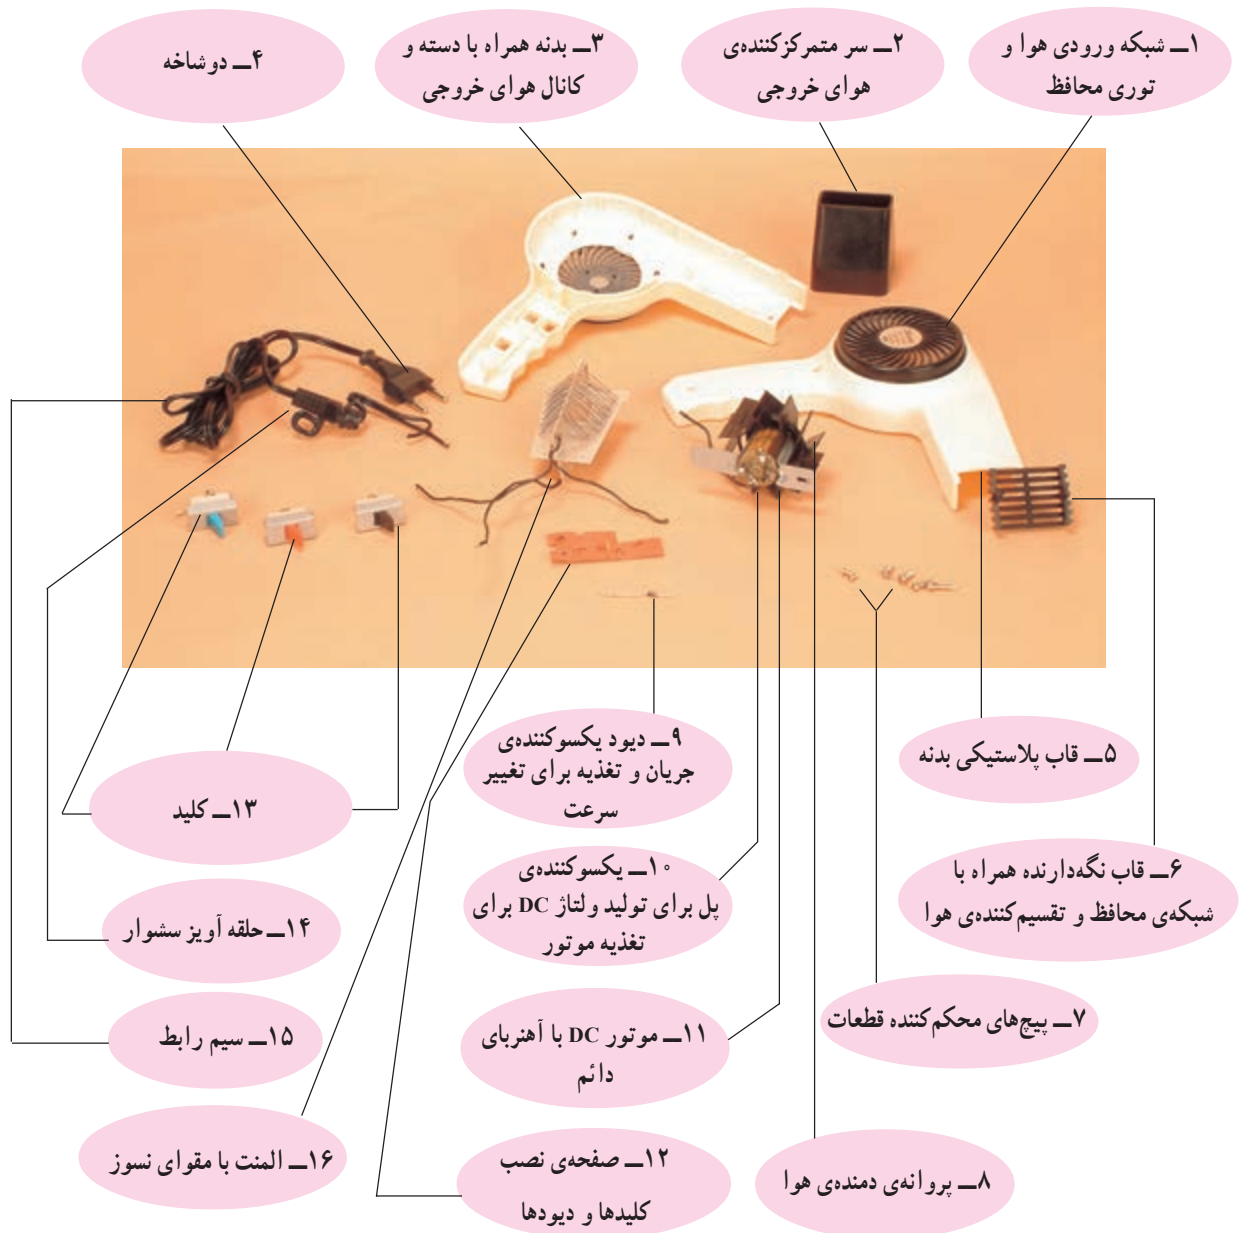 ۱ــ شبکه ورودی هوا و
توری محافظ
۲ــ سر متمرکزکننده‌ی
هوای خروجی
۳ــ بدنه همراه با دسته و
کانال هوای خروجی
۴ــ دوشاخه
۵ــ قاب پلاستیکی بدنه
۶ــ قاب نگه‌دارنده همراه با
شبکه‌ی محافظ و تقسیم‌کننده‌ی هوا
۷ــ پیچ‌های محکم‌کننده قطعات
۸ــ پروانه‌ی دمنده‌ی هوا
۹ــ دیود یکسوکننده‌ی
جریان و تغذیه برای تغییر
سرعت
۱۰ــ یکسوکننده‌ی
پل برای تولید ولتاژ DC برای
تغذیه موتور
۱۱ــ موتور DC با آهنربای
دائم
۱۲ــ صفحه‌ی نصب
کلیدها و دیودها
۱۳ــ کلید
۱۴ــ حلقه آویز سشوار
۱۵ــ سیم رابط
۱۶ــ المنت با مقوای نسوز